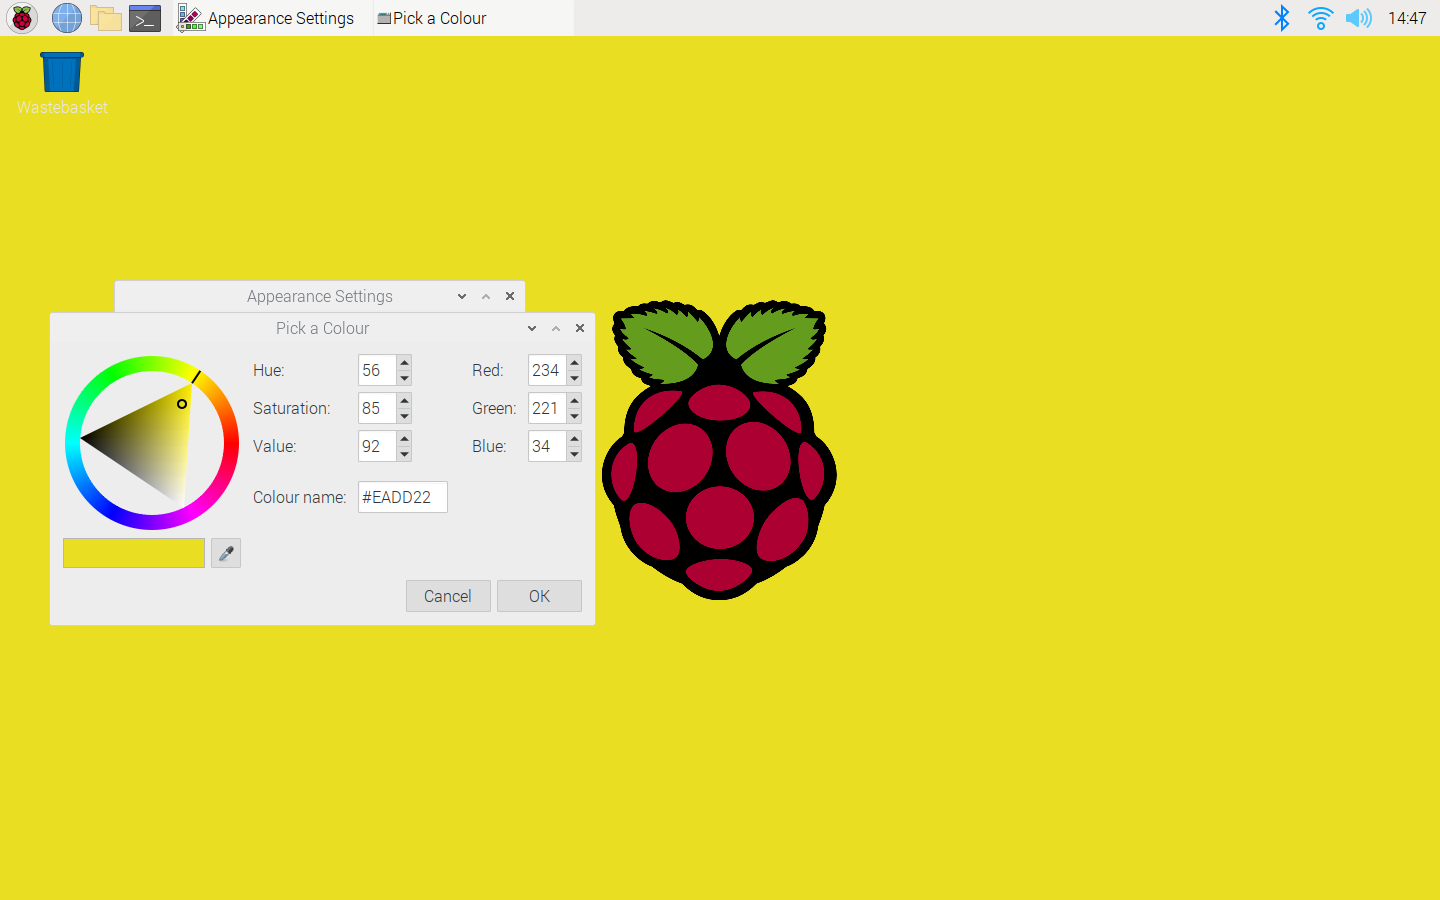 Appearance Settings
Pick a Colour
14:47
Wastebasket
Appearance Settings
Pick a Colour
Hue: 56 Red: 234
Saturation: 85 Green: 221
Value: 92 Blue: 34
Colour name: #EADD22
Cancel OK